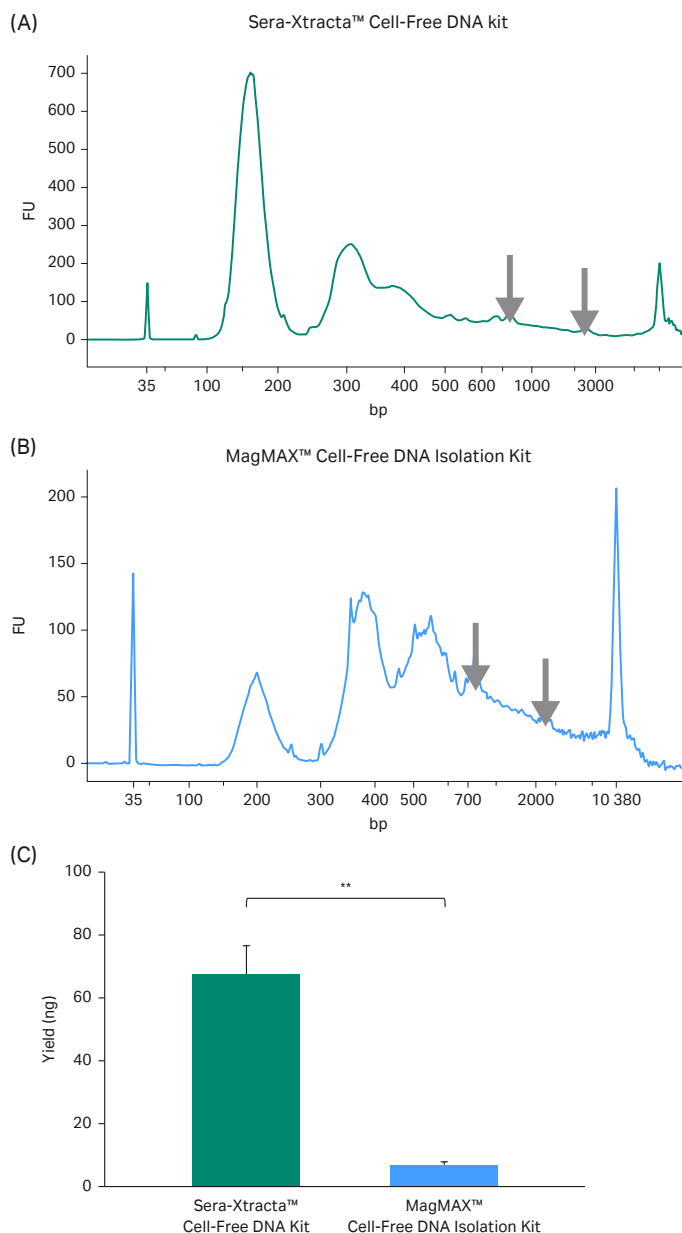 (A)
Sera-Xtracta™ Cell-Free DNA kit
700
600
500
400
300
200
100
0
FU
35 100 200 300 400 500 600 1000 3000
bp
(B)
MagMAX™ Cell-Free DNA Isolation Kit
200
150
100
50
0
FU
35 100 200 300 400 500 700 2000 10 380
bp
(C)
100
80
60
40
20
0
Yield (ng)
**
Sera-Xtracta™
Cell-Free DNA Kit
MagMAX™
Cell-Free DNA Isolation Kit